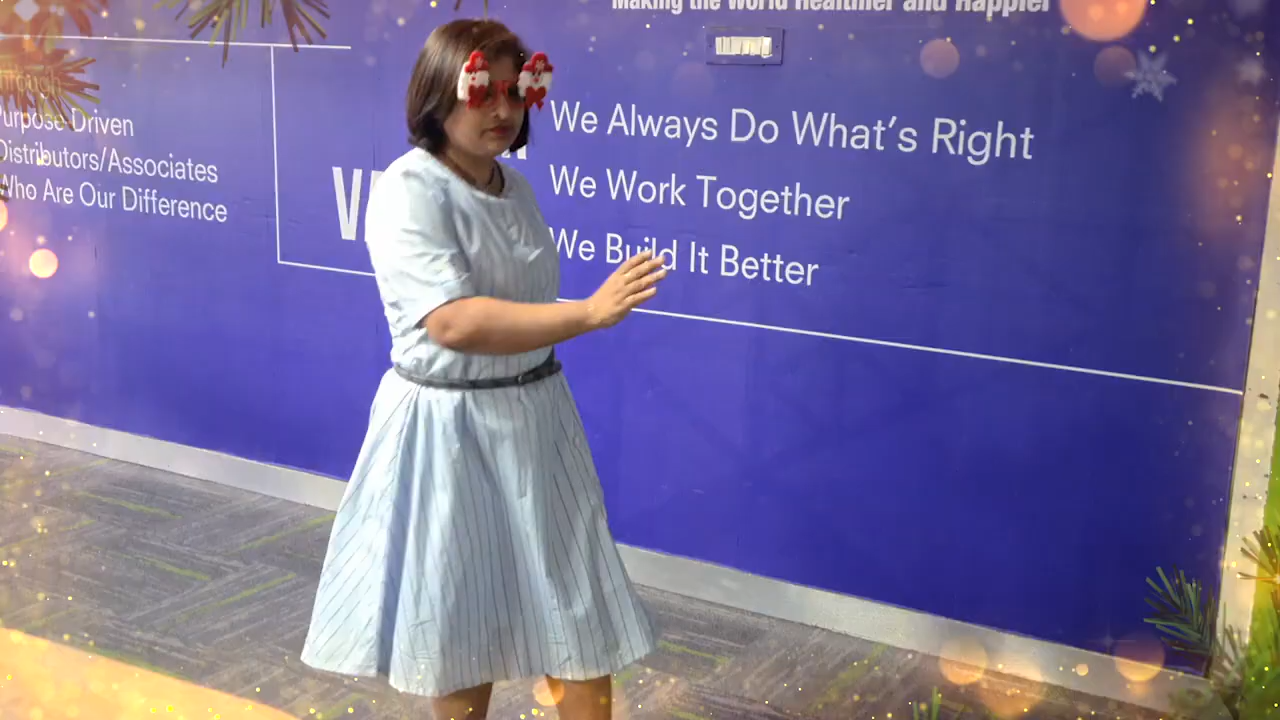 Making the World Healthier and Happier
through
Purpose Driven
Distributors/Associates
Who Are Our Difference
We Always Do What's Right
We Work Together
We Build It Better